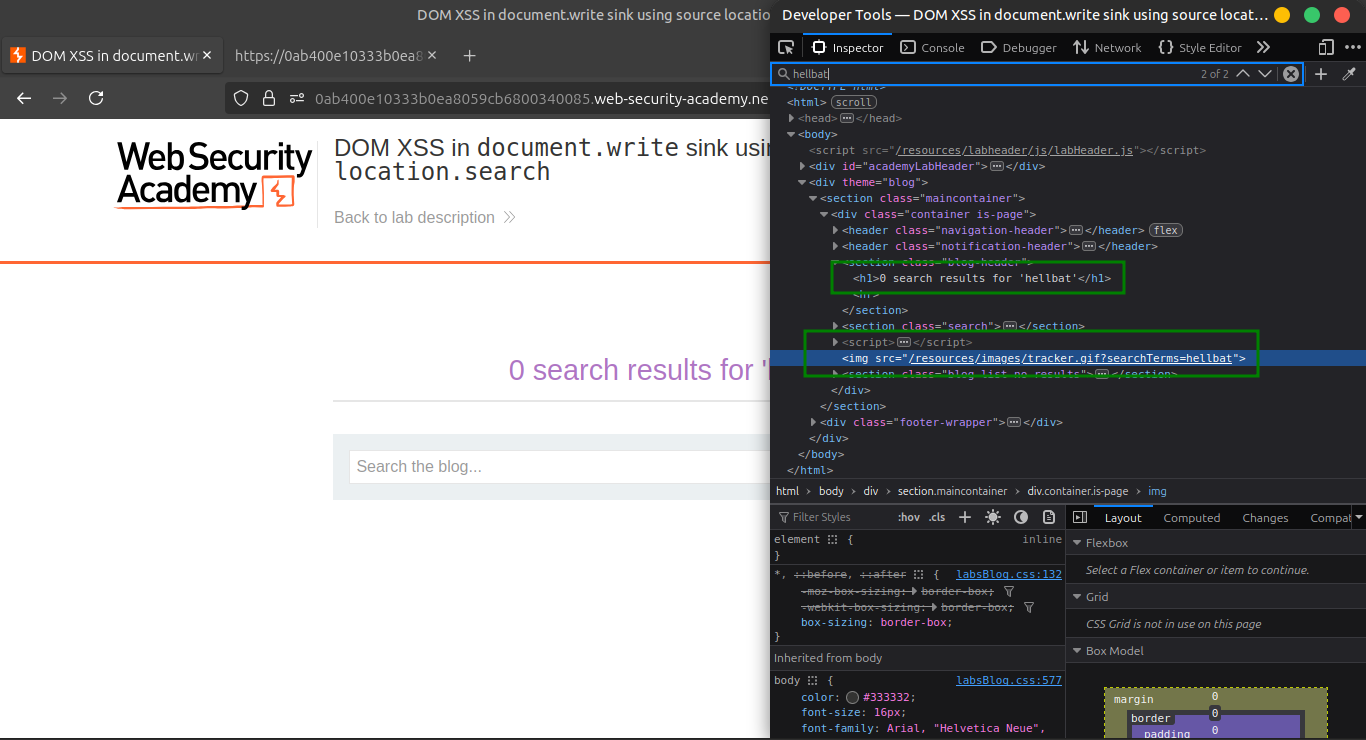 DOM XSS in document.write sink using source locatio
Developer Tools — DOM XSS in document.write sink using source locat...
DOM XSS in document.wr
https://0ab400e10333b0ea8
Inspector
Console
Debugger
Network
Style Editor
hellbat
2 of 2
0ab400e10333b0ea8059cb6800340085.web-security-academy.ne
<!DOCTYPE html>
<html> scroll
<head> ••• </head>
<body>
<script src="/resources/labheader/js/labHeader.js"></script>
<div id="academyLabHeader"> ••• </div>
<div theme="blog">
<section class="maincontainer">
<div class="container is-page">
<header class="navigation-header"> ••• </header> flex
<header class="notification-header"> ••• </header>
<section class="blog-header">
<h1>0 search results for 'hellbat'</h1>
<hr>
</section>
<section class="search"> ••• </section>
<script> ••• </script>
<img src="/resources/images/tracker.gif?searchTerms=hellbat">
<section class="blog-list no-results"> ••• </section>
</div>
</section>
<div class="footer-wrapper"> ••• </div>
</div>
</body>
</html>
WebSecurity
Academy
DOM XSS in document.write sink usin
location.search
Back to lab description
0 search results for '
Search the blog...
html › body › div › section.maincontainer › div.container.is-page › img
Filter Styles
:hov .cls
Layout
Computed
Changes
Compat
element {
inline
}
*, ::before, ::after {
labsBlog.css:132
-moz-box-sizing: border-box;
-webkit-box-sizing: border-box;
box-sizing: border-box;
}
Inherited from body
body {
labsBlog.css:577
color: #333332;
font-size: 16px;
font-family: Arial, "Helvetica Neue",
Flexbox
Select a Flex container or item to continue.
Grid
CSS Grid is not in use on this page
Box Model
margin
0
border
0
padding
0